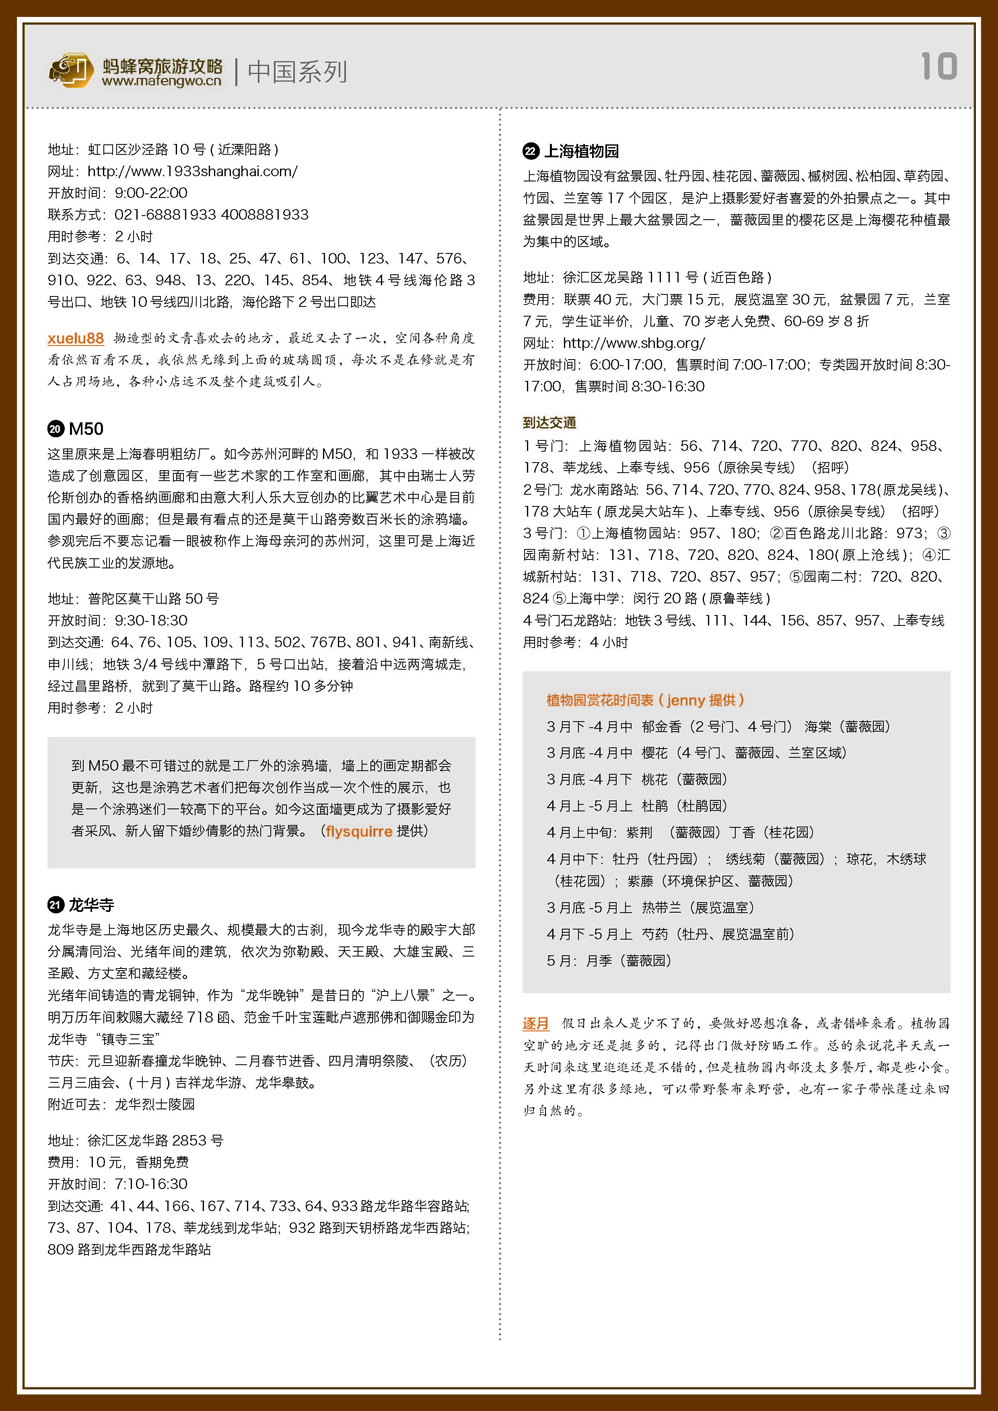 蚂蜂窝旅游攻略
www.mafengwo.cn
中国系列
10
地址：虹口区沙泾路 10 号 ( 近溧阳路 )
网址：http://www.1933shanghai.com/
开放时间：9:00-22:00
联系方式：021-68881933 4008881933
用时参考：2 小时
到达交通：6、14、17、18、25、47、61、100、123、147、576、
910、922、63、948、13、220、145、854、地铁 4 号线海伦路 3
号出口、地铁 10 号线四川北路，海伦路下 2 号出口即达
xuelu88 拗造型的文青喜欢去的地方，最近又去了一次，空间各种角度
看依然百看不厌，我依然无缘到上面的玻璃圆顶，每次不是在修就是有
人占用场地，各种小店远不及整个建筑吸引人。
20 M50
这里原来是上海春明粗纺厂。如今苏州河畔的 M50，和 1933 一样被改
造成了创意园区，里面有一些艺术家的工作室和画廊，其中由瑞士人劳
伦斯创办的香格纳画廊和由意大利人乐大豆创办的比翼艺术中心是目前
国内最好的画廊；但是最有看点的还是莫干山路旁数百米长的涂鸦墙。
参观完后不要忘记看一眼被称作上海母亲河的苏州河，这里可是上海近
代民族工业的发源地。
地址：普陀区莫干山路 50 号
开放时间：9:30-18:30
到达交通：64、76、105、109、113、502、767B、801、941、南新线、
申川线；地铁 3/4 号线中潭路下，5 号口出站，接着沿中远两湾城走，
经过昌里路桥，就到了莫干山路。路程约 10 多分钟
用时参考：2 小时
到 M50 最不可错过的就是工厂外的涂鸦墙，墙上的画定期都会
更新，这也是涂鸦艺术者们把每次创作当成一次个性的展示，也
是一个涂鸦迷们一较高下的平台。如今这面墙更成为了摄影爱好
者采风、新人留下婚纱倩影的热门背景。（flysquirre 提供）
21 龙华寺
龙华寺是上海地区历史最久、规模最大的古刹，现今龙华寺的殿宇大部
分属清同治、光绪年间的建筑，依次为弥勒殿、天王殿、大雄宝殿、三
圣殿、方丈室和藏经楼。
光绪年间铸造的青龙铜钟，作为“龙华晚钟”是昔日的“沪上八景”之一。
明万历年间敕赐大藏经 718 函、范金千叶宝莲毗卢遮那佛和御赐金印为
龙华寺 “镇寺三宝”
节庆：元旦迎新春撞龙华晚钟、二月春节进香、四月清明祭陵、（农历）
三月三庙会、( 十月 ) 吉祥龙华游、龙华皋鼓。
附近可去：龙华烈士陵园
地址：徐汇区龙华路 2853 号
费用：10 元，香期免费
开放时间：7:10-16:30
到达交通：41、44、166、167、714、733、64、933 路龙华路华容路站；
73、87、104、178、莘龙线到龙华站；932 路到天钥桥路龙华西路站；
809 路到龙华西路龙华路站
22 上海植物园
上海植物园设有盆景园、牡丹园、桂花园、蔷薇园、槭树园、松柏园、草药园、
竹园、兰室等 17 个园区，是沪上摄影爱好者喜爱的外拍景点之一。其中
盆景园是世界上最大盆景园之一，蔷薇园里的樱花区是上海樱花种植最
为集中的区域。
地址：徐汇区龙吴路 1111 号 ( 近百色路 )
费用：联票 40 元，大门票 15 元，展览温室 30 元，盆景园 7 元，兰室
7 元，学生证半价，儿童、70 岁老人免费、60-69 岁 8 折
网址：http://www.shbg.org/
开放时间：6:00-17:00，售票时间 7:00-17:00；专类园开放时间 8:30-
17:00，售票时间 8:30-16:30
到达交通
1 号门：上海植物园站：56、714、720、770、820、824、958、
178、莘龙线、上奉专线、956（原徐吴专线）（招呼）
2 号门：龙水南路站：56、714、720、770、824、958、178( 原龙吴线 )、
178 大站车 ( 原龙吴大站车 )、上奉专线、956（原徐吴专线）（招呼）
3 号门：①上海植物园站：957、180；②百色路龙川北路：973；③
园南新村站：131、718、720、820、824、180( 原上沧线 )；④汇
城新村站：131、718、720、857、957；⑤园南二村：720、820、
824 ⑤上海中学：闵行 20 路 ( 原鲁莘线 )
4 号门石龙路站：地铁 3 号线、111、144、156、857、957、上奉专线
用时参考：4 小时
植物园赏花时间表（ jenny 提供 ）
3 月下 -4 月中 郁金香（2 号门、4 号门） 海棠（蔷薇园）
3 月底 -4 月中 樱花（4 号门、蔷薇园、兰室区域）
3 月底 -4 月下 桃花（蔷薇园）
4 月上 -5 月上 杜鹃（杜鹃园）
4 月上中旬：紫荆 （蔷薇园）丁香（桂花园）
4 月中下：牡丹（牡丹园）； 绣线菊（蔷薇园）；琼花，木绣球
（桂花园）；紫藤（环境保护区、蔷薇园）
3 月底 -5 月上 热带兰（展览温室）
4 月下 -5 月上 芍药（牡丹、展览温室前）
5 月：月季（蔷薇园）
逐月 假日出来人是少不了的，要做好思想准备，或者错峰来看。植物园
空旷的地方还是挺多的，记得出门做好防晒工作。总的来说花半天或一
天时间来这里逛逛还是不错的，但是植物园内部没太多餐厅，都是些小食。
另外这里有很多绿地，可以带野餐布来野营，也有一家子带帐篷过来回
归自然的。